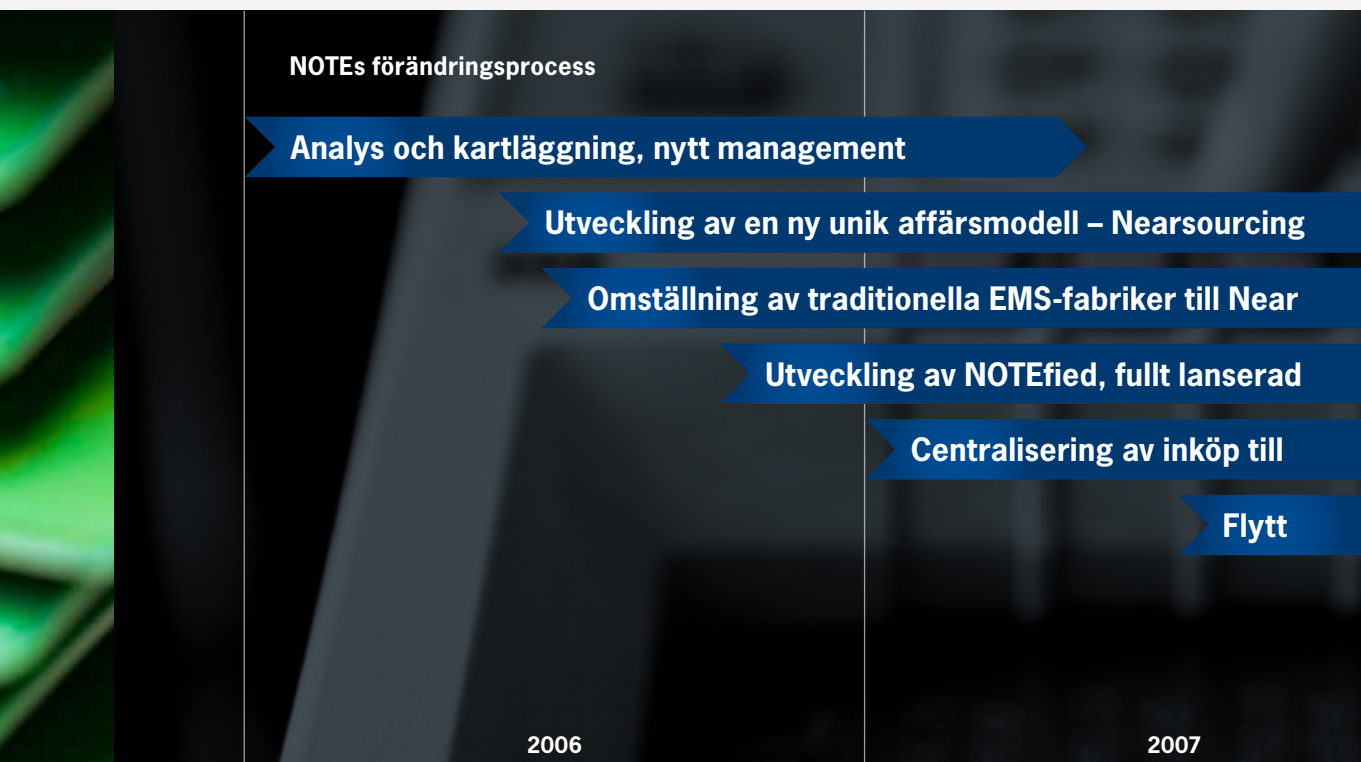 NOTEs förändringsprocess
Analys och kartläggning, nytt management
Utveckling av en ny unik affärsmodell – Nearsourcing
Omställning av traditionella EMS-fabriker till Near
Utveckling av NOTEfied, fullt lanserad
Centralisering av inköp till
Flytt
2006 2007